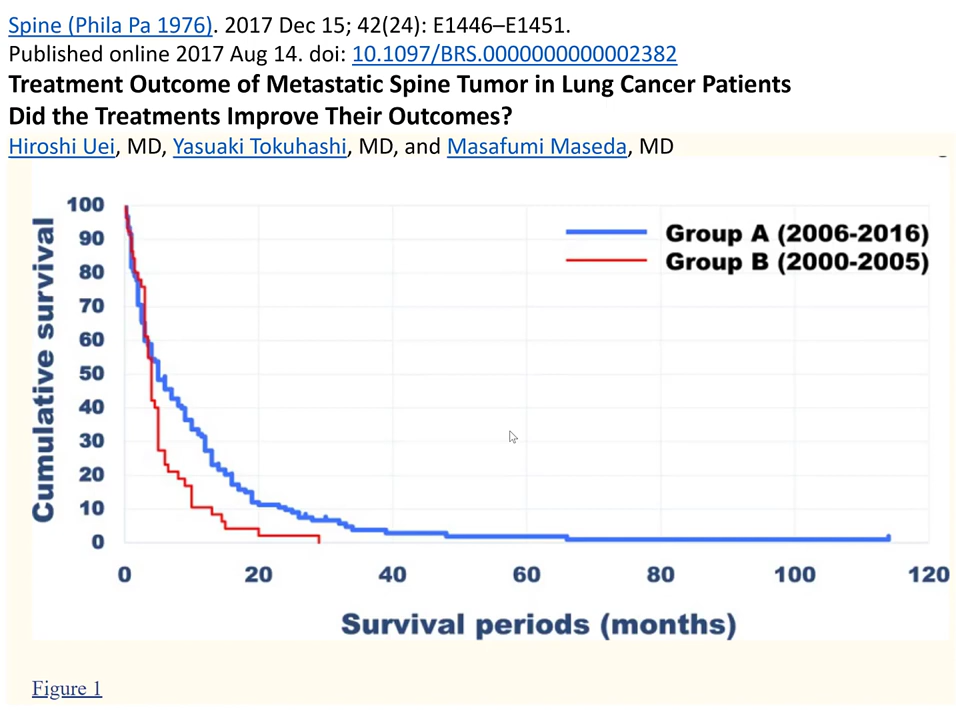 Spine (Phila Pa 1976). 2017 Dec 15; 42(24): E1446–E1451.
Published online 2017 Aug 14. doi: 10.1097/BRS.0000000000002382
Treatment Outcome of Metastatic Spine Tumor in Lung Cancer Patients
Did the Treatments Improve Their Outcomes?
Hiroshi Uei, MD, Yasuaki Tokuhashi, MD, and Masafumi Maseda, MD
Cumulative survival
100
90
80
70
60
50
40
30
20
10
0
Group A (2006-2016)
Group B (2000-2005)
0 20 40 60 80 100 120
Survival periods (months)
Figure 1